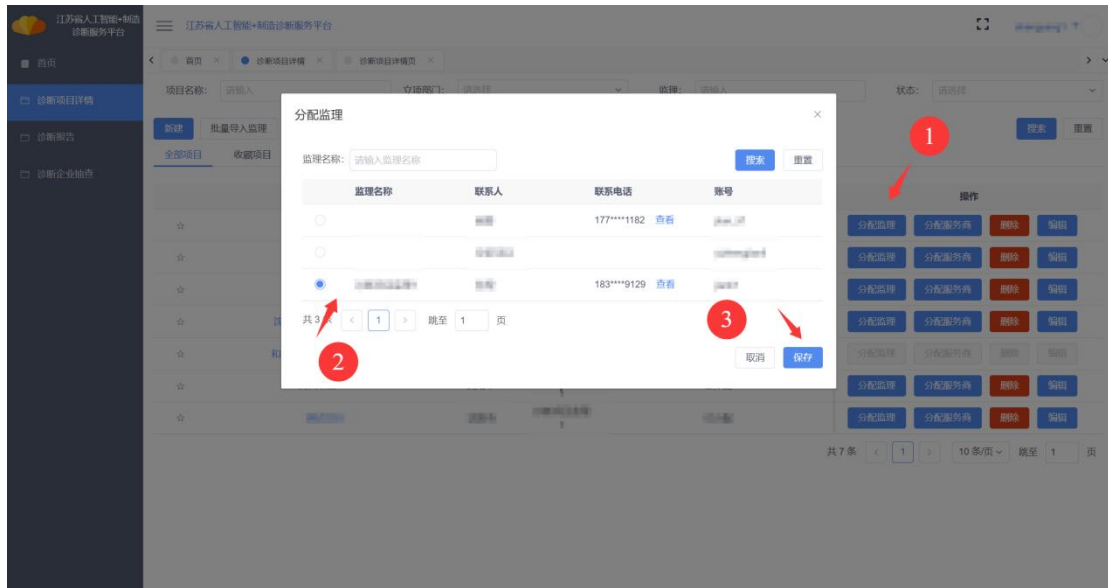 江苏省人工智能+制造
诊断服务平台
江苏省人工智能+制造诊断服务平台
首页
诊断项目详情
诊断报告
诊断企业抽查
首页 × 诊断项目详情 × 诊断项目详情页 ×
项目名称: 请输入 立项部门: 请选择 监理: 请输入 状态: 请选择
新建 批量导入监理 搜索 重置
全部项目 收藏项目
操作
分配监理 分配服务商 删除 编辑
分配监理 分配服务商 删除 编辑
分配监理 分配服务商 删除 编辑
分配监理 分配服务商 删除 编辑
分配监理 分配服务商 删除 编辑
分配监理 分配服务商 删除 编辑
分配监理 分配服务商 删除 编辑
共 7 条 < 1 > 10 条/页 跳至 1 页
分配监理 ×
监理名称: 请输入监理名称 搜索 重置
监理名称 联系人 联系电话 账号
177****1182 查看
183****9129 查看
共 3 < 1 > 跳至 1 页
取消 保存
1
2
3